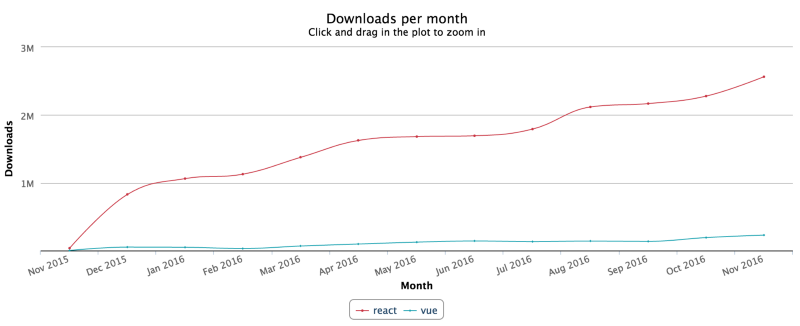 Downloads per month
Click and drag in the plot to zoom in
3M
2M
1M
Downloads
Nov 2015 Dec 2015 Jan 2016 Feb 2016 Mar 2016 Apr 2016 May 2016 Jun 2016 Jul 2016 Aug 2016 Sep 2016 Oct 2016 Nov 2016
Month
react vue